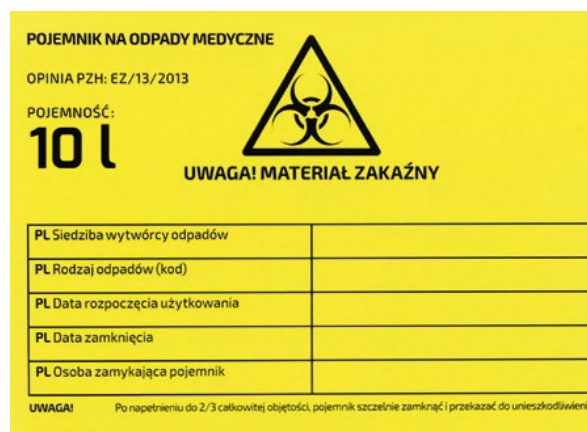 POJEMNIK NA ODPADY MEDYCZNE
OPINIA PZH: EZ/13/2013
POJEMNOŚĆ:
10 l
UWAGA! MATERIAŁ ZAKAŹNY
PL Siedziba wytwórcy odpadów
PL Rodzaj odpadów (kod)
PL Data rozpoczęcia użytkowania
PL Data zamknięcia
PL Osoba zamykająca pojemnik
UWAGA! Po napełnieniu do 2/3 całkowitej objętości, pojemnik szczelnie zamknąć i przekazać do